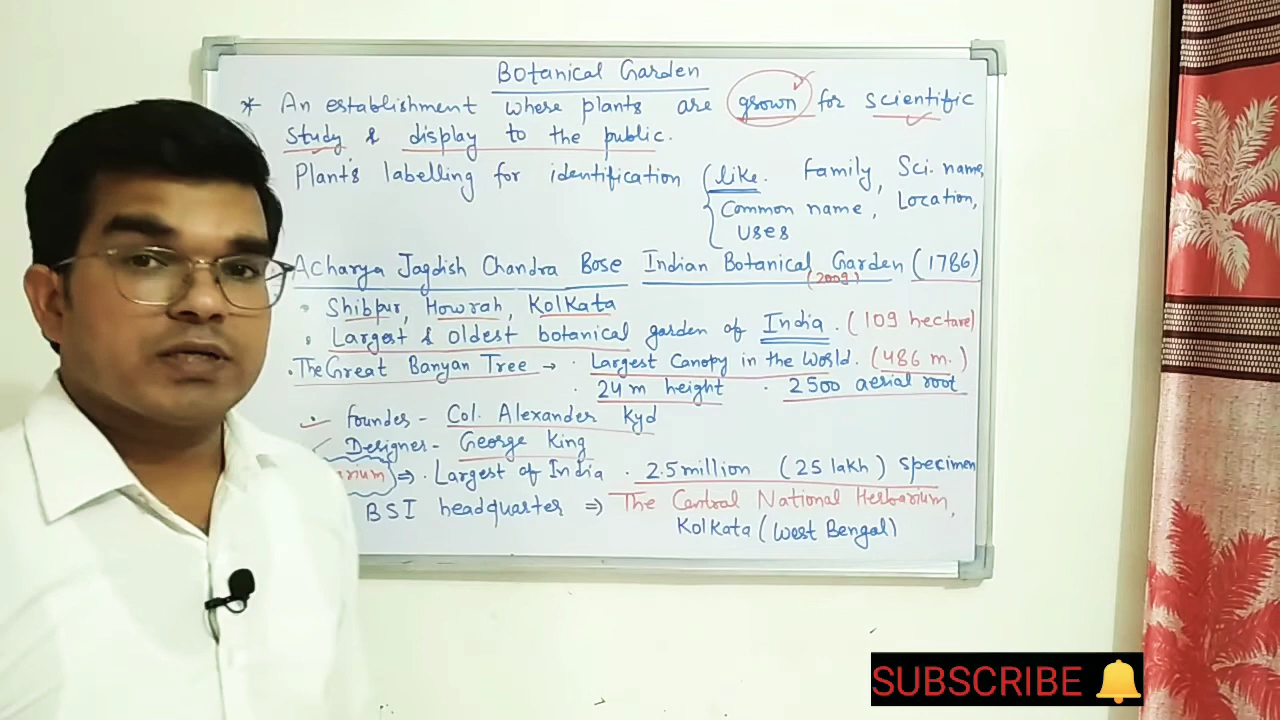 Botanical Garden
* An establishment where plants are grown for scientific
study & display to the public.
Plants labelling for identification (like. Family, Sci. name,
Common name, Location,
Uses
Acharya Jagdish Chandra Bose Indian Botanical Garden (1786)
(2009)
Shibpur, Howrah, Kolkata
Largest & oldest botanical garden of India. (109 hectare)
The Great Banyan Tree → Largest Canopy in the World. (486 m.)
24m height · 2500 aerial root
founder - Col. Alexander Kyd
Designer - George King
⇒ · Largest of India · 2.5 million (25 lakh) specimen
BSI headquarter ⇒ The Central National Herbarium,
Kolkata (West Bengal)
SUBSCRIBE